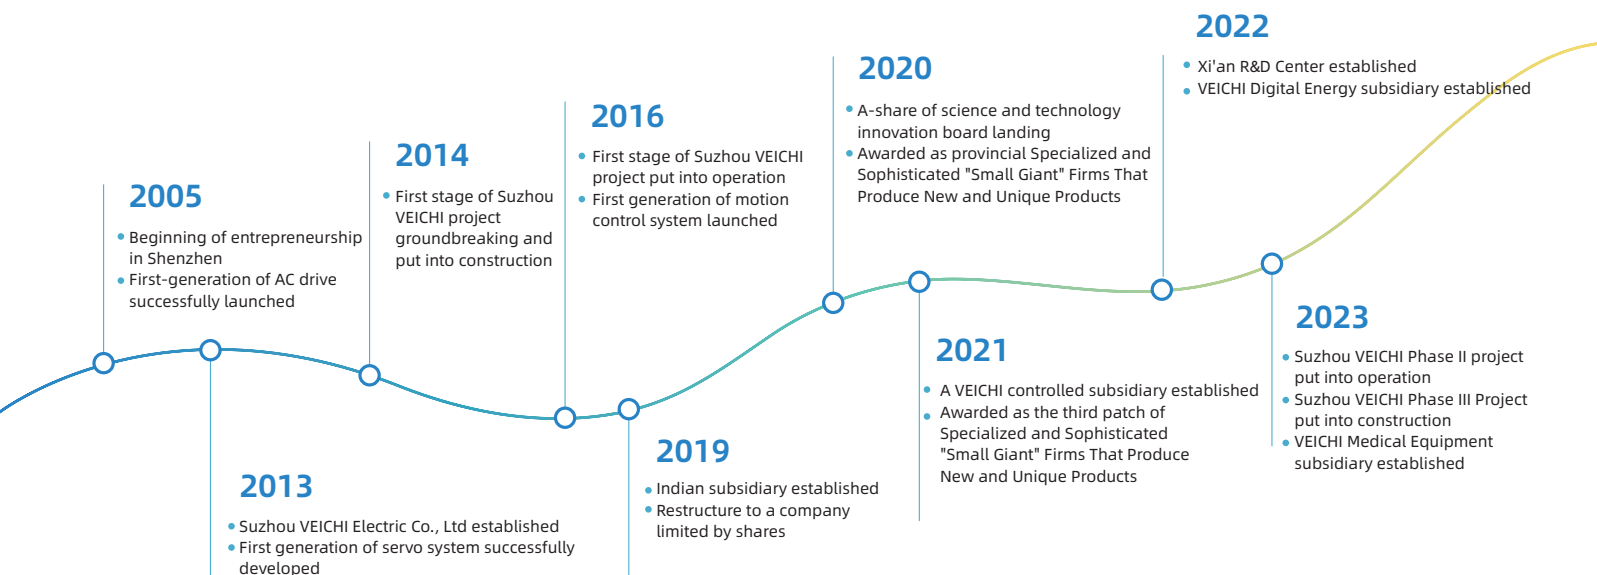 2005
Beginning of entrepreneurship
in Shenzhen
First-generation of AC drive
successfully launched
2013
Suzhou VEICHI Electric Co., Ltd established
First generation of servo system successfully
developed
2014
First stage of Suzhou
VEICHI project
groundbreaking and
put into construction
2016
First stage of Suzhou VEICHI
project put into operation
First generation of motion
control system launched
2019
Indian subsidiary established
Restructure to a company
limited by shares
2020
A-share of science and technology
innovation board landing
Awarded as provincial Specialized and
Sophisticated "Small Giant" Firms That
Produce New and Unique Products
2021
A VEICHI controlled subsidiary established
Awarded as the third patch of
Specialized and Sophisticated
"Small Giant" Firms That Produce
New and Unique Products
2022
Xi'an R&D Center established
VEICHI Digital Energy subsidiary established
2023
Suzhou VEICHI Phase II project
put into operation
Suzhou VEICHI Phase III Project
put into construction
VEICHI Medical Equipment
subsidiary established